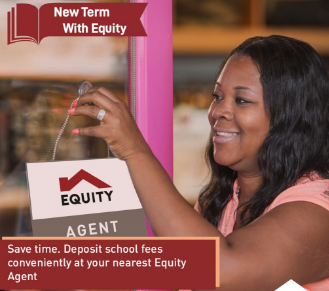 New Term
With Equity
EQUITY
AGENT
Save time. Deposit school fees
conveniently at your nearest Equity
Agent